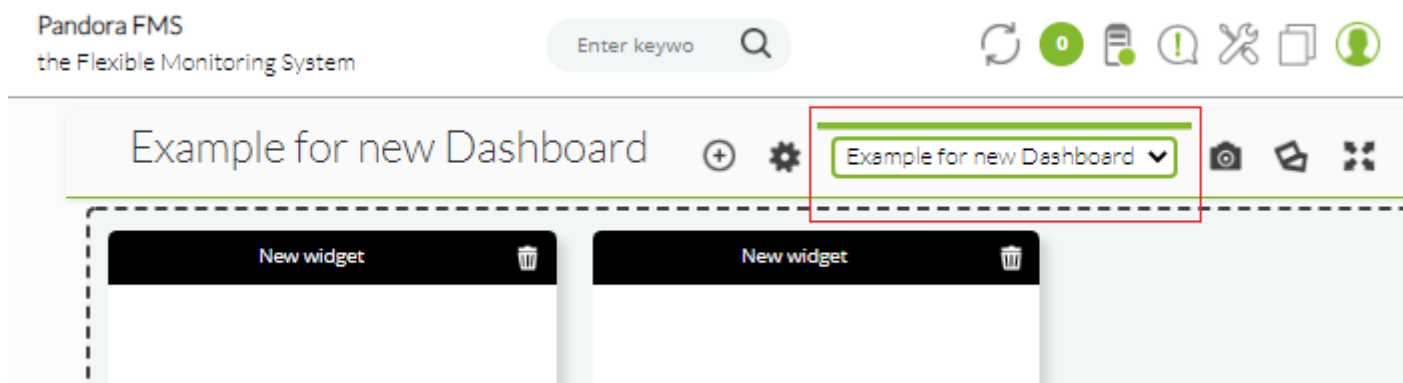 Pandora FMS
the Flexible Monitoring System
Enter keywo
0
Example for new Dashboard
Example for new Dashboard
New widget
New widget